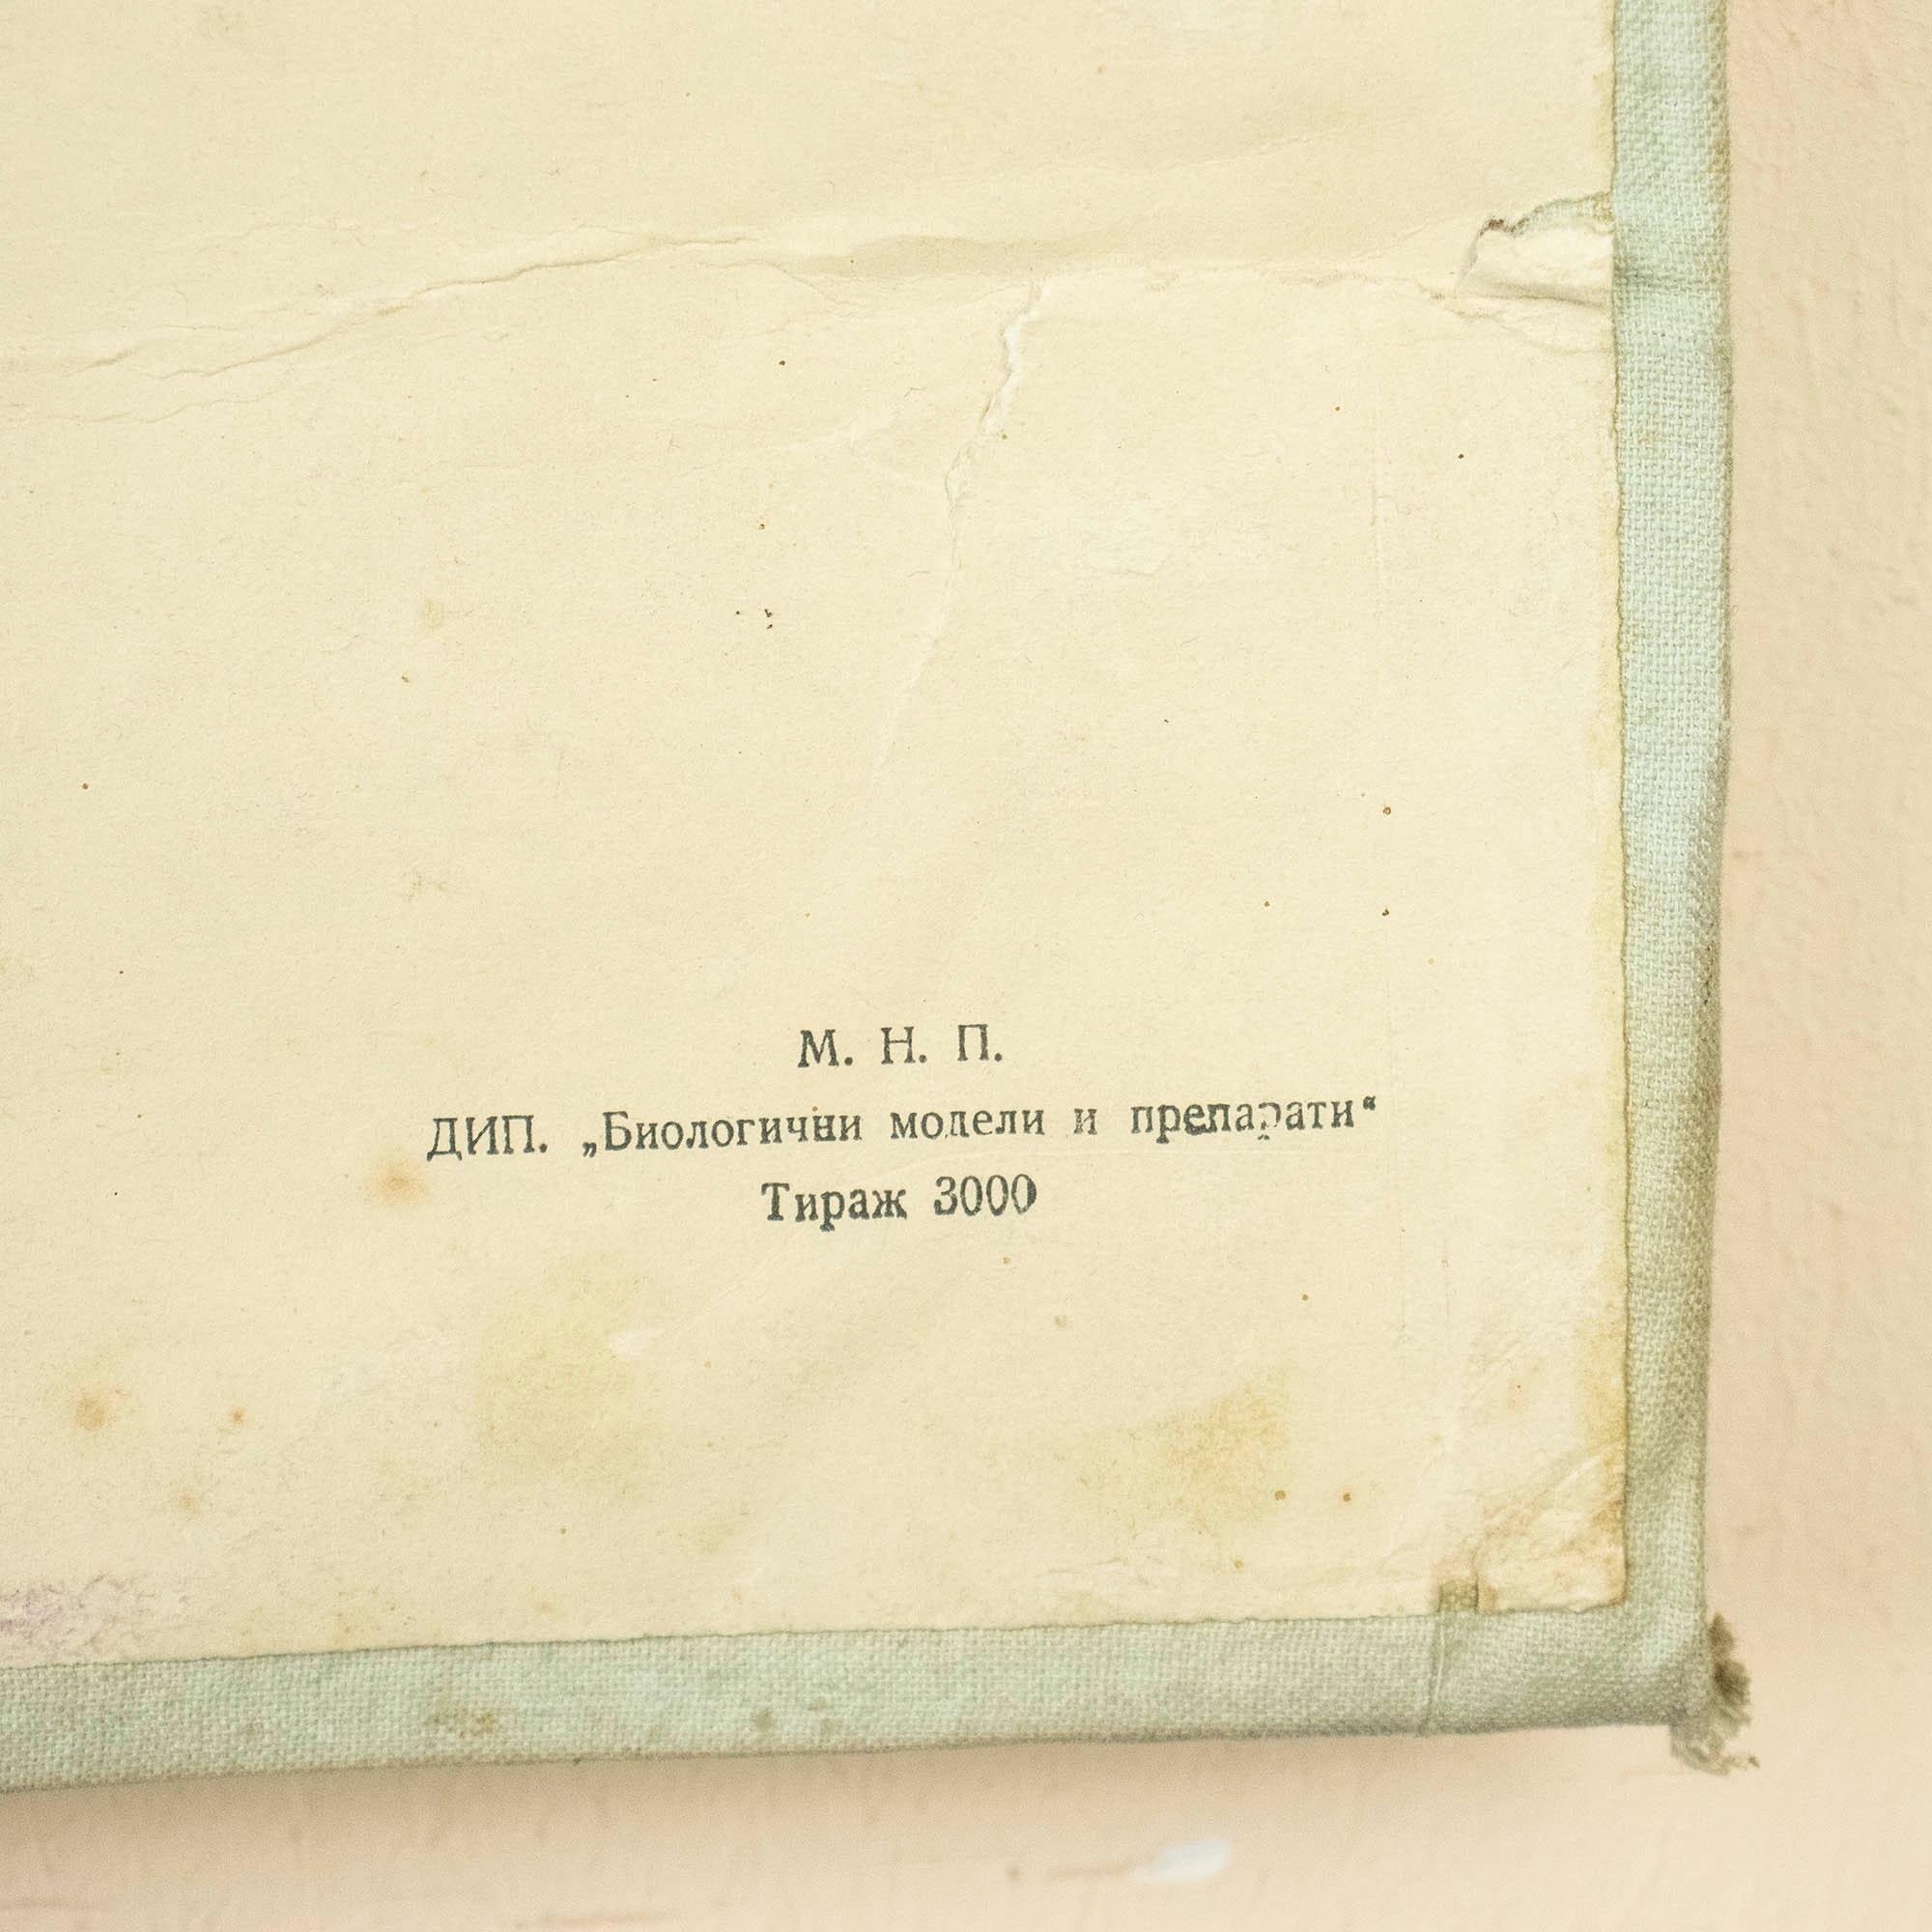 М. Н. П.
ДИП. „Биологични модели и препарати“
Тираж 3000